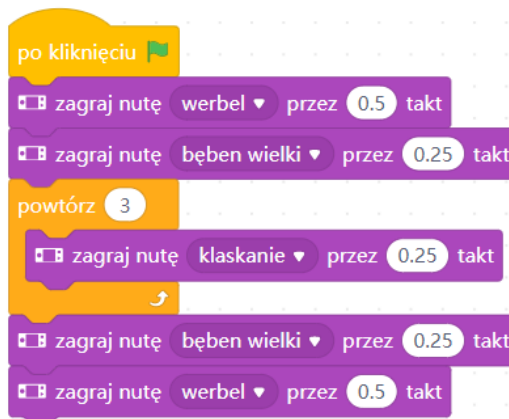 po kliknięciu
zagraj nutę werbel przez 0.5 takt
zagraj nutę bęben wielki przez 0.25 takt
powtórz 3
zagraj nutę klaskanie przez 0.25 takt
zagraj nutę bęben wielki przez 0.25 takt
zagraj nutę werbel przez 0.5 takt